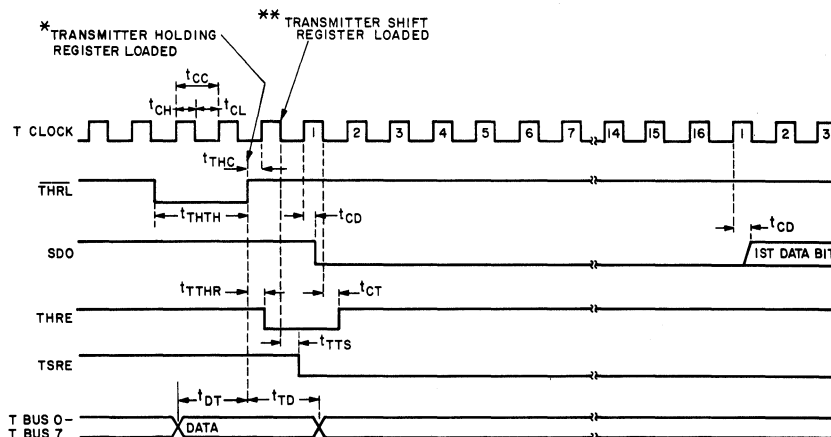 *TRANSMITTER HOLDING
REGISTER LOADED
** TRANSMITTER SHIFT
REGISTER LOADED
tCC
tCH tCL
T CLOCK 1 2 3 4 5 6 7 14 15 16 1 2 3
tTHC
THRL
tTHTH tCD
tCD
SDO 1ST DATA BIT
tTTHR tCT
THRE
tTTS
TSRE
tDT tTD
T BUS 0-
T BUS 7 DATA